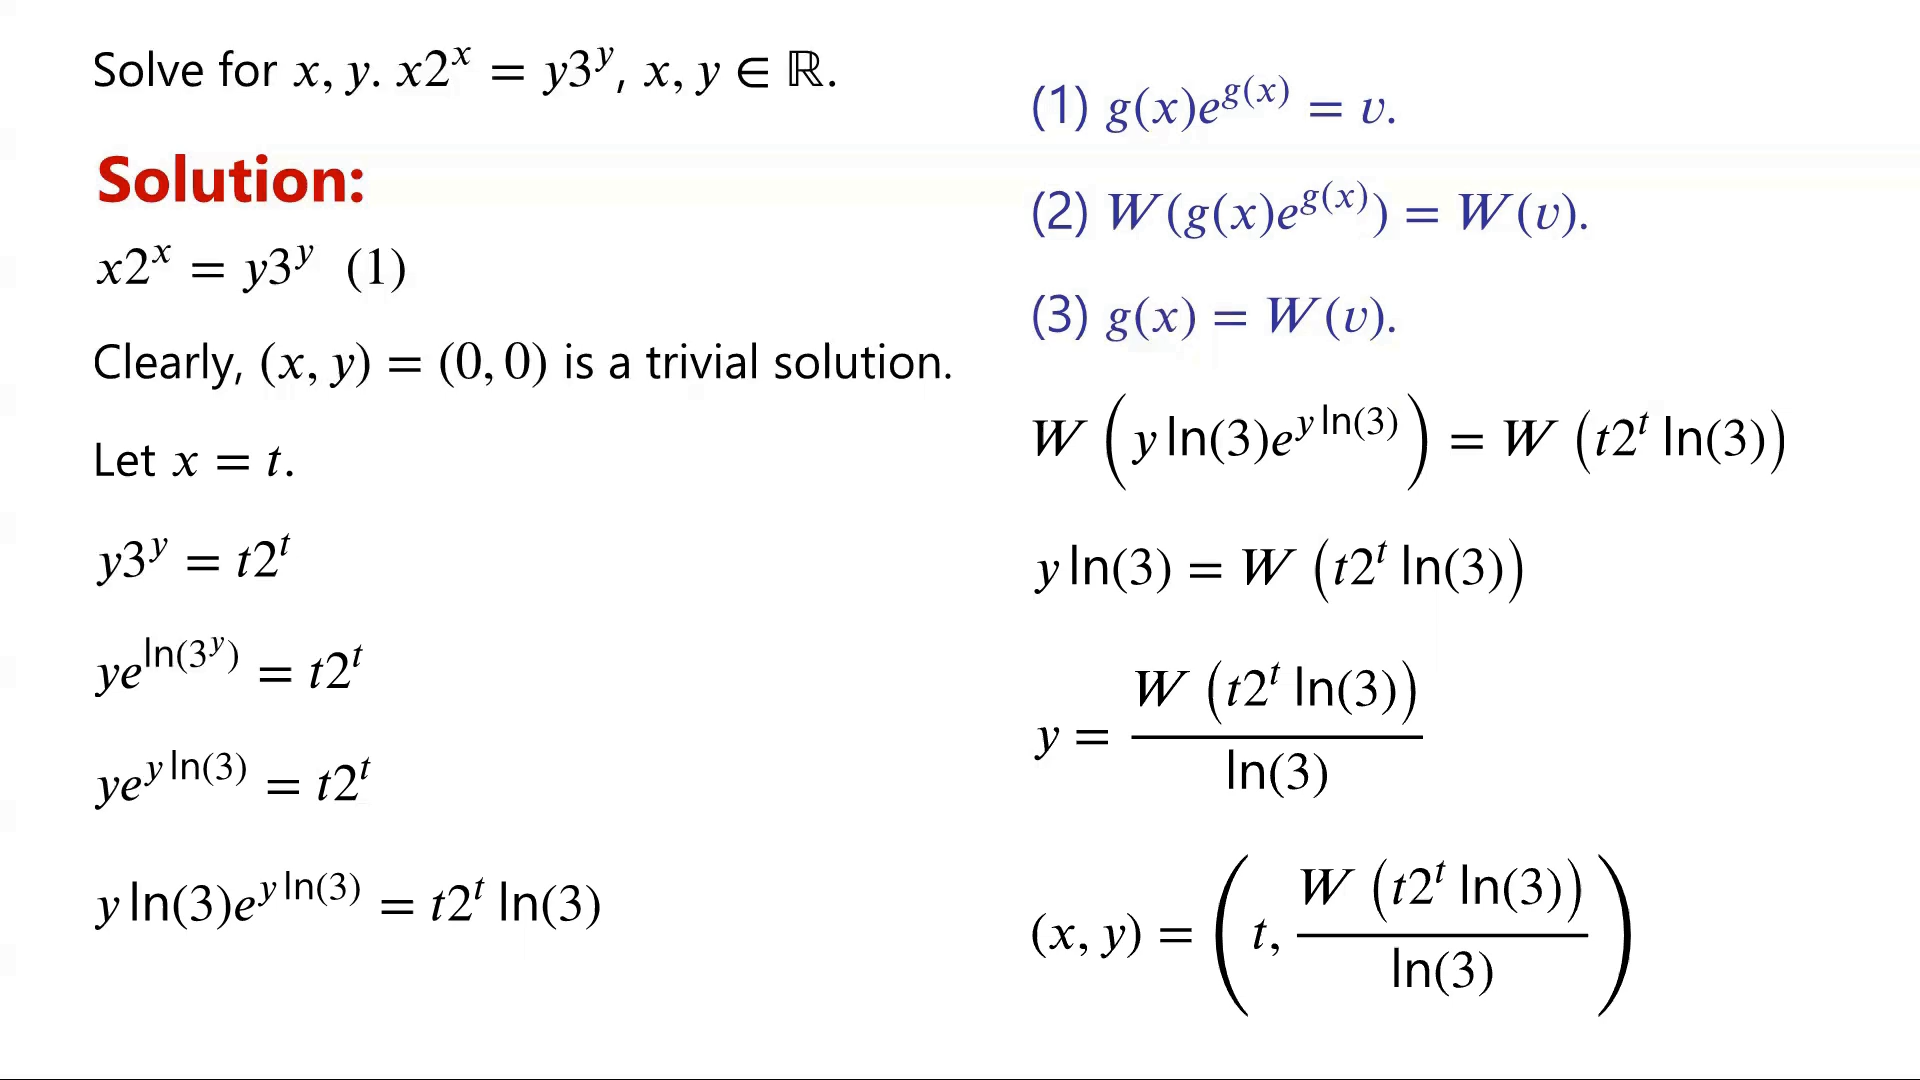 Solve for x, y. x2^x = y3^y, x, y ∈ ℝ.
Solution:
x2^x = y3^y (1)
Clearly, (x, y) = (0, 0) is a trivial solution.
Let x = t.
y3^y = t2^t
ye^{ln(3^y)} = t2^t
ye^{y ln(3)} = t2^t
y ln(3)e^{y ln(3)} = t2^t ln(3)
(1) g(x)e^{g(x)} = v.
(2) W(g(x)e^{g(x)}) = W(v).
(3) g(x) = W(v).
W(y ln(3)e^{y ln(3)}) = W(t2^t ln(3))
y ln(3) = W(t2^t ln(3))
y = \frac{W(t2^t ln(3))}{ln(3)}
(x, y) = (t, \frac{W(t2^t ln(3))}{ln(3)})